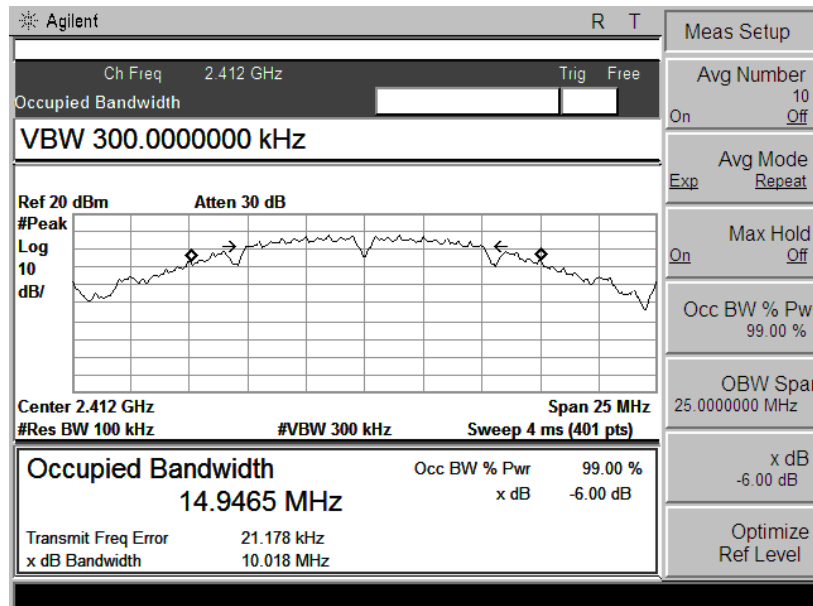 Agilent R T
Ch Freq 2.412 GHz Trig Free
Occupied Bandwidth
VBW 300.0000000 kHz
Ref 20 dBm Atten 30 dB
#Peak
Log
10
dB/
Center 2.412 GHz Span 25 MHz
#Res BW 100 kHz #VBW 300 kHz Sweep 4 ms (401 pts)
Occupied Bandwidth Occ BW % Pwr 99.00 %
14.9465 MHz x dB -6.00 dB
Transmit Freq Error 21.178 kHz
x dB Bandwidth 10.018 MHz
Meas Setup
Avg Number
10
On Off
Avg Mode
Exp Repeat
Max Hold
On Off
Occ BW % Pw
99.00 %
OBW Spa
25.0000000 MHz
x dB
-6.00 dB
Optimize
Ref Level